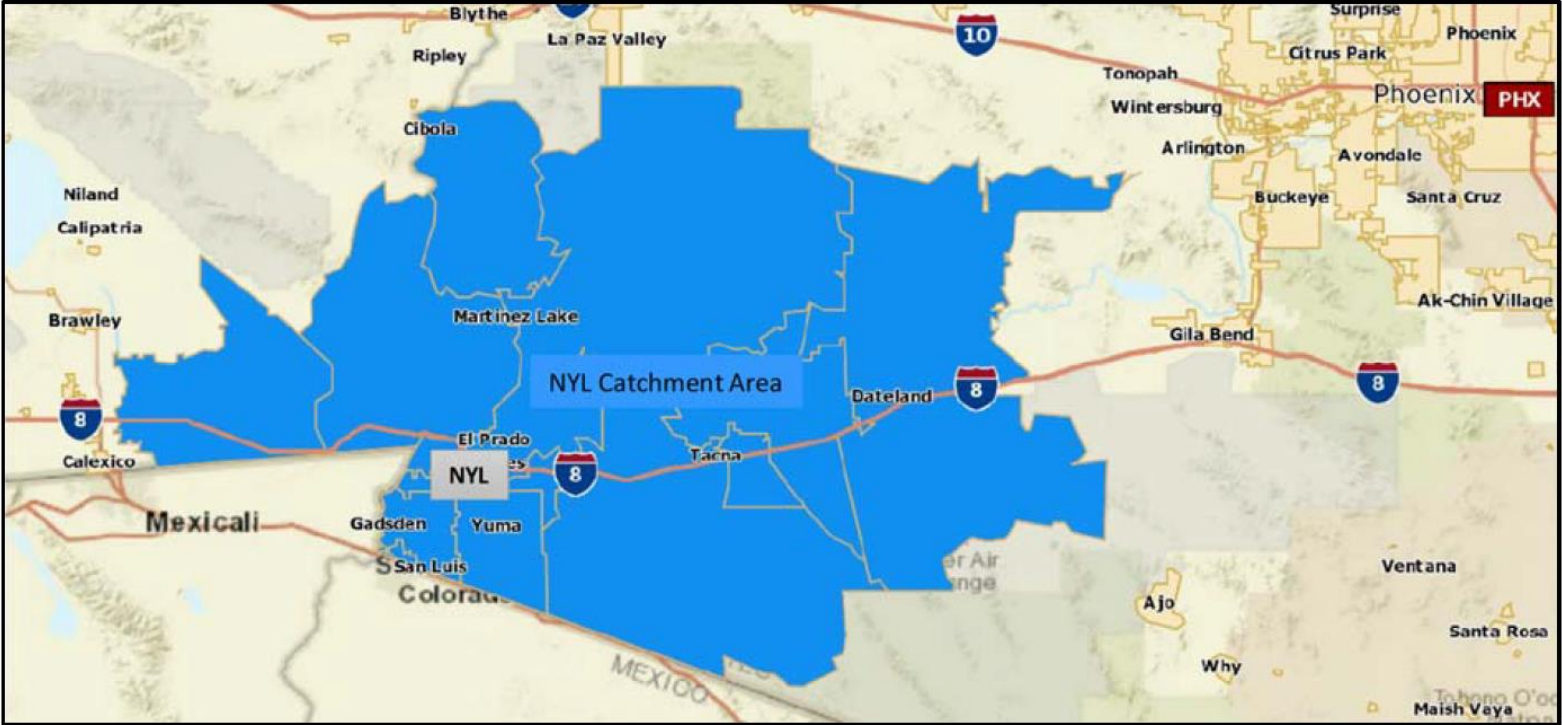 Blythe
La Paz Valley
Ripley
10
Surprise
Phoenix
Citrus Park
Tonopah
Phoenix
PHX
Wintersburg
Cibola
Arlington
Avondale
Niland
Buckeye
Santa Cruz
Calipatria
Ak-Chin Village
Martinez Lake
Brawley
Gila Bend
NYL Catchment Area
8
8
Dateland
8
El Prado
Calexico
Tacna
NYL
8
Mexicali
Gadsden
Yuma
San Luis
Ventana
Ajo
Santa Rosa
Why
MEXICO
Maish Vaya